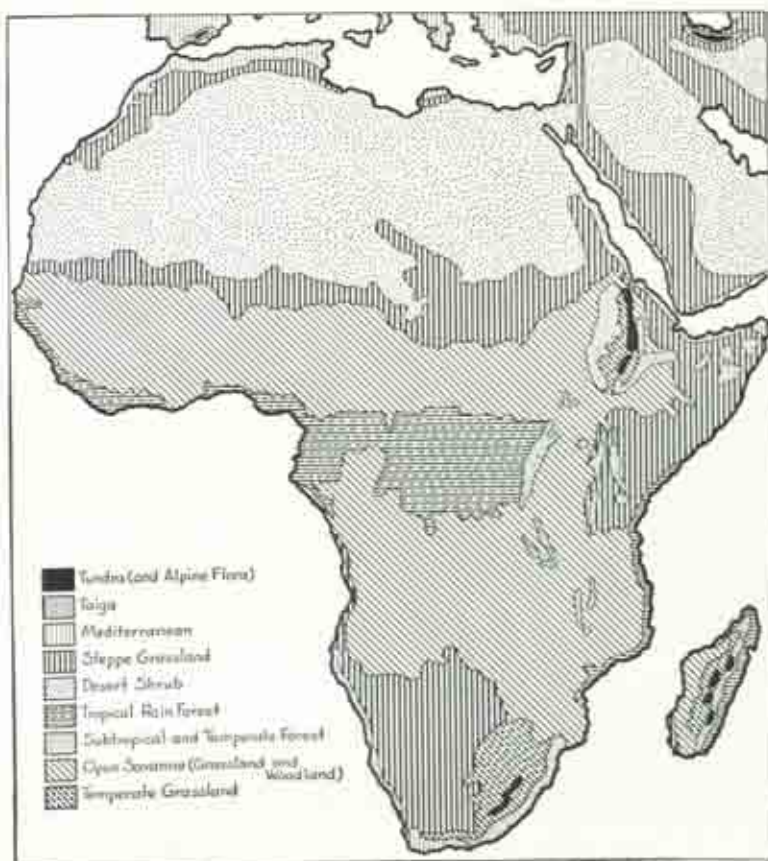 Tundra (and Alpine Flora)
Taiga
Mediterranean
Steppe Grassland
Desert Shrub
Tropical Rain Forest
Subtropical and Temperate Forest
Open Savanna (Grassland and
Woodland)
Temperate Grassland